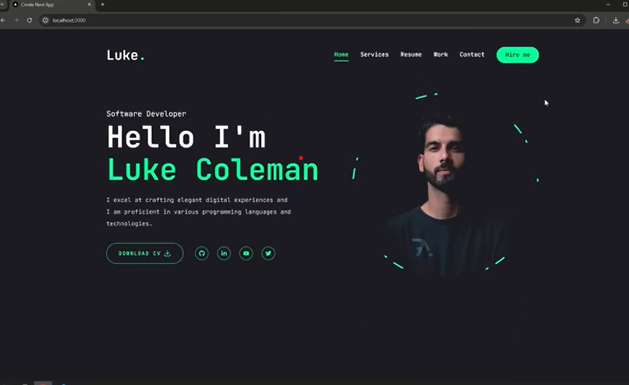 Create Next App
localhost:3000
Luke.
Home Services Resume Work Contact Hire me
Software Developer
Hello I'm
Luke Coleman
I excel at crafting elegant digital experiences and
I am proficient in various programming languages and
technologies.
DOWNLOAD CV